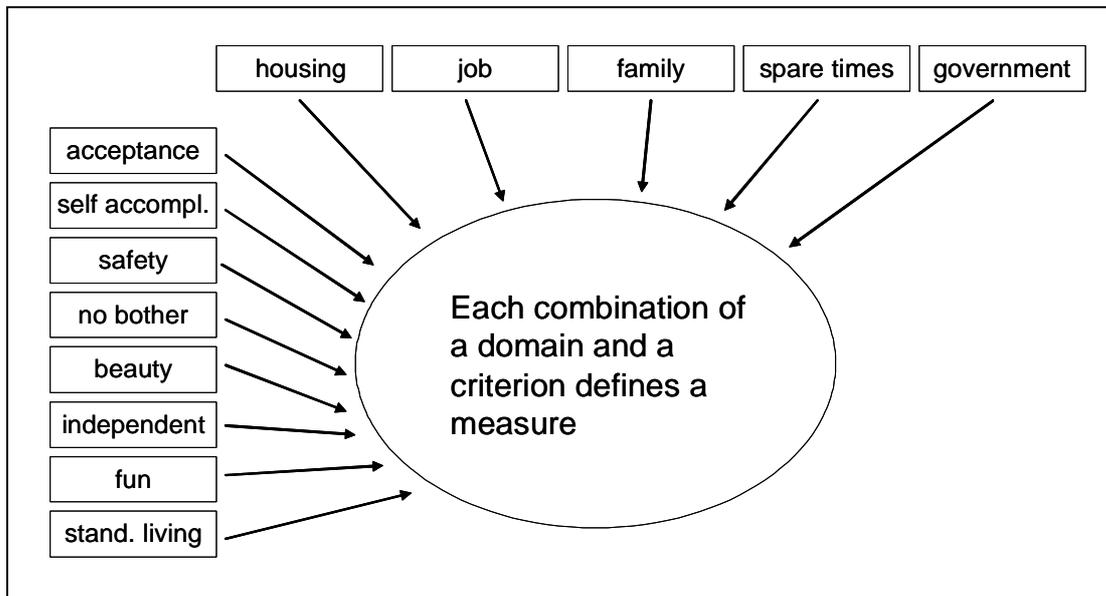 housing
job
family
spare times
government
acceptance
self accompl.
safety
no bother
beauty
independent
fun
stand. living
Each combination of
a domain and a
criterion defines a
measure